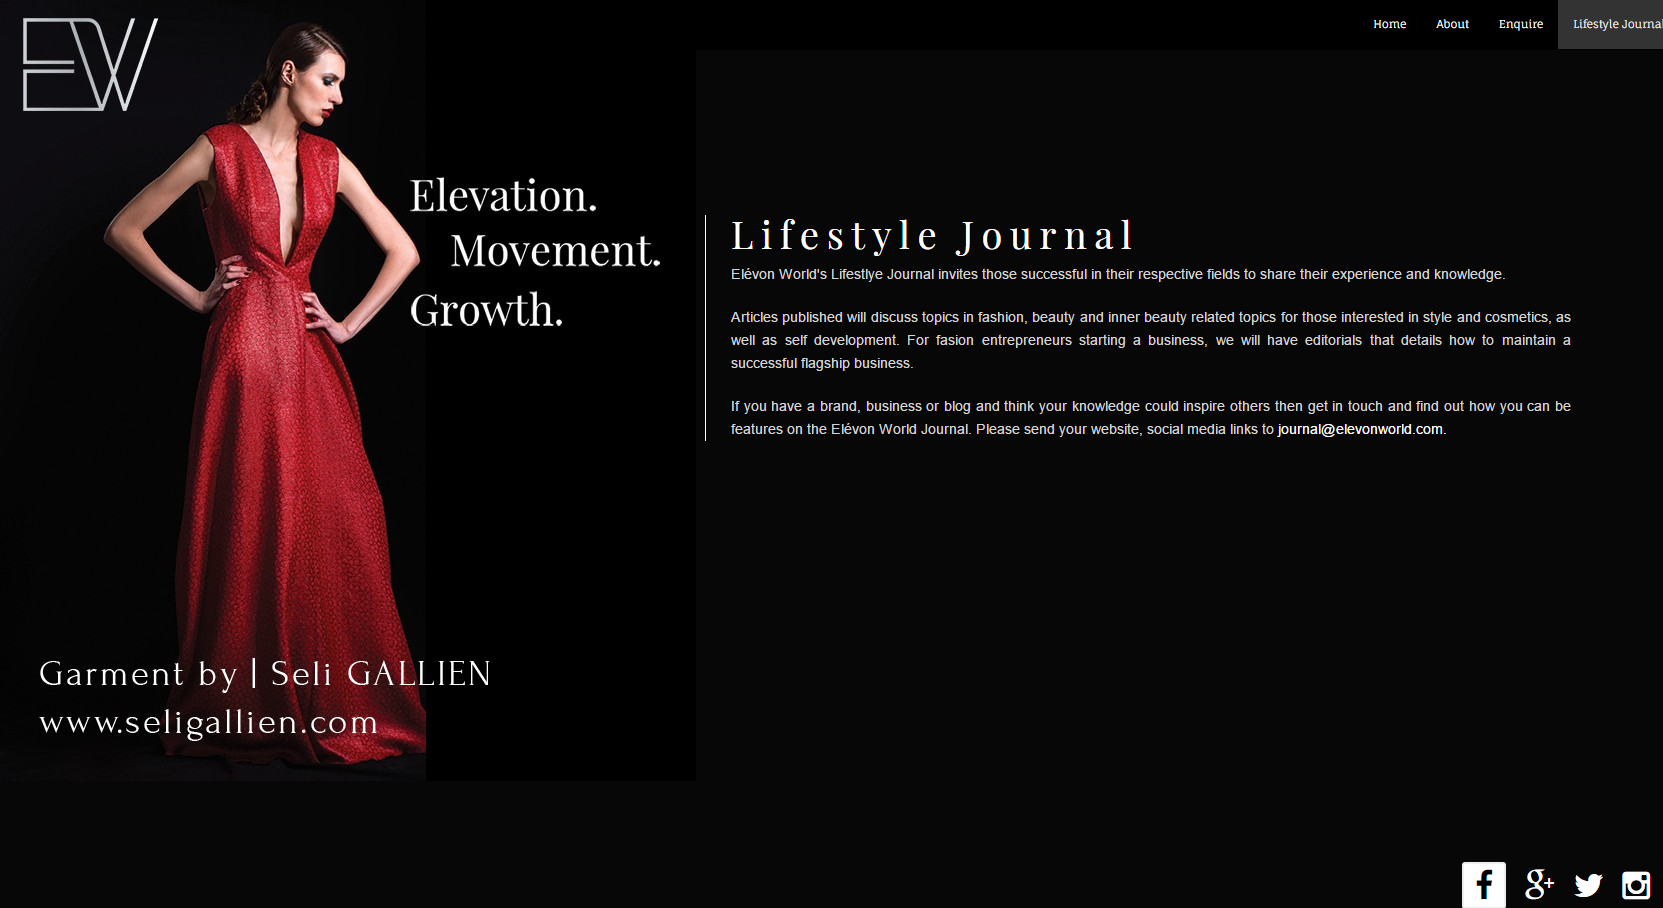 EW
Home About Enquire Lifestyle Journal
Elevation.
Movement.
Growth.
Lifestyle Journal
Elévon World's Lifestlye Journal invites those successful in their respective fields to share their experience and knowledge.
Articles published will discuss topics in fashion, beauty and inner beauty related topics for those interested in style and cosmetics, as
well as self development. For fasion entrepreneurs starting a business, we will have editorials that details how to maintain a
successful flagship business.
If you have a brand, business or blog and think your knowledge could inspire others then get in touch and find out how you can be
features on the Elévon World Journal. Please send your website, social media links to journal@elevonworld.com.
Garment by | Seli GALLIEN
www.seligallien.com
f g+